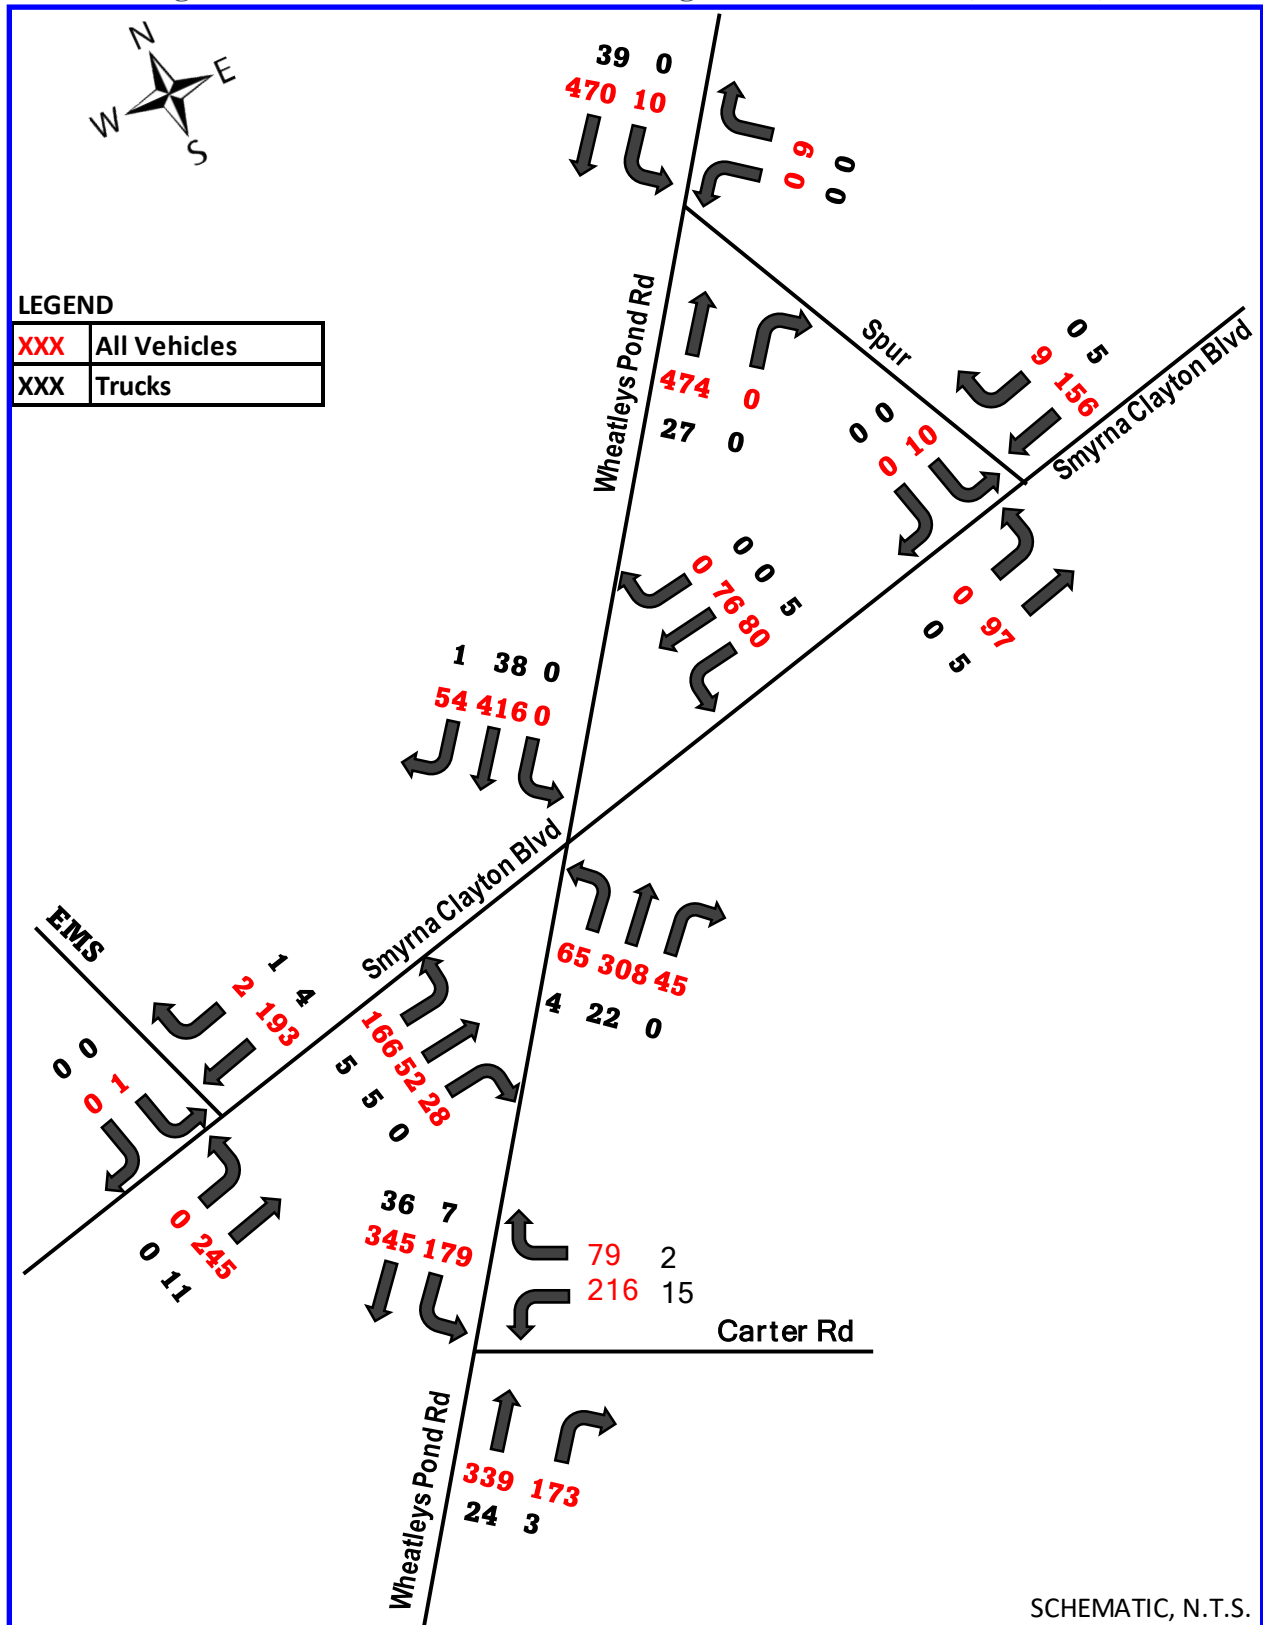 N
E
W
S
39 0
470 10
9 0
0 0
LEGEND
XXX All Vehicles
XXX Trucks
Wheatleys Pond Rd
474 0
27 0
Spur
0 5
9 156
Smyrna Clayton Blvd
0 0
0 10
0 97
0 5
0 0 5
0 76 80
1 38 0
54 416 0
Smyrna Clayton Blvd
65 308 45
4 22 0
EMS
1 4
2 193
166 52 28
5 5 0
0 0
0 1
0 245
0 11
36 7
345 179
79 2
216 15
Carter Rd
Wheatleys Pond Rd
339 173
24 3
SCHEMATIC, N.T.S.